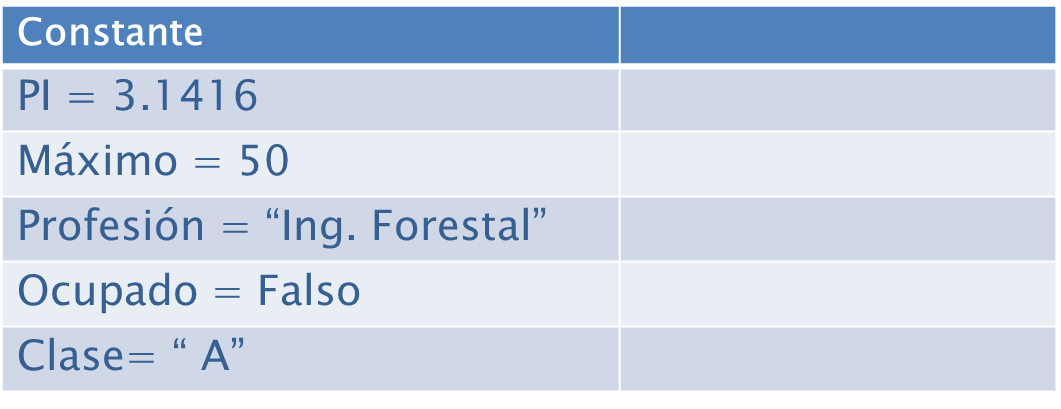 Constante
PI = 3.1416
Máximo = 50
Profesión = “Ing. Forestal”
Ocupado = Falso
Clase= “ A”